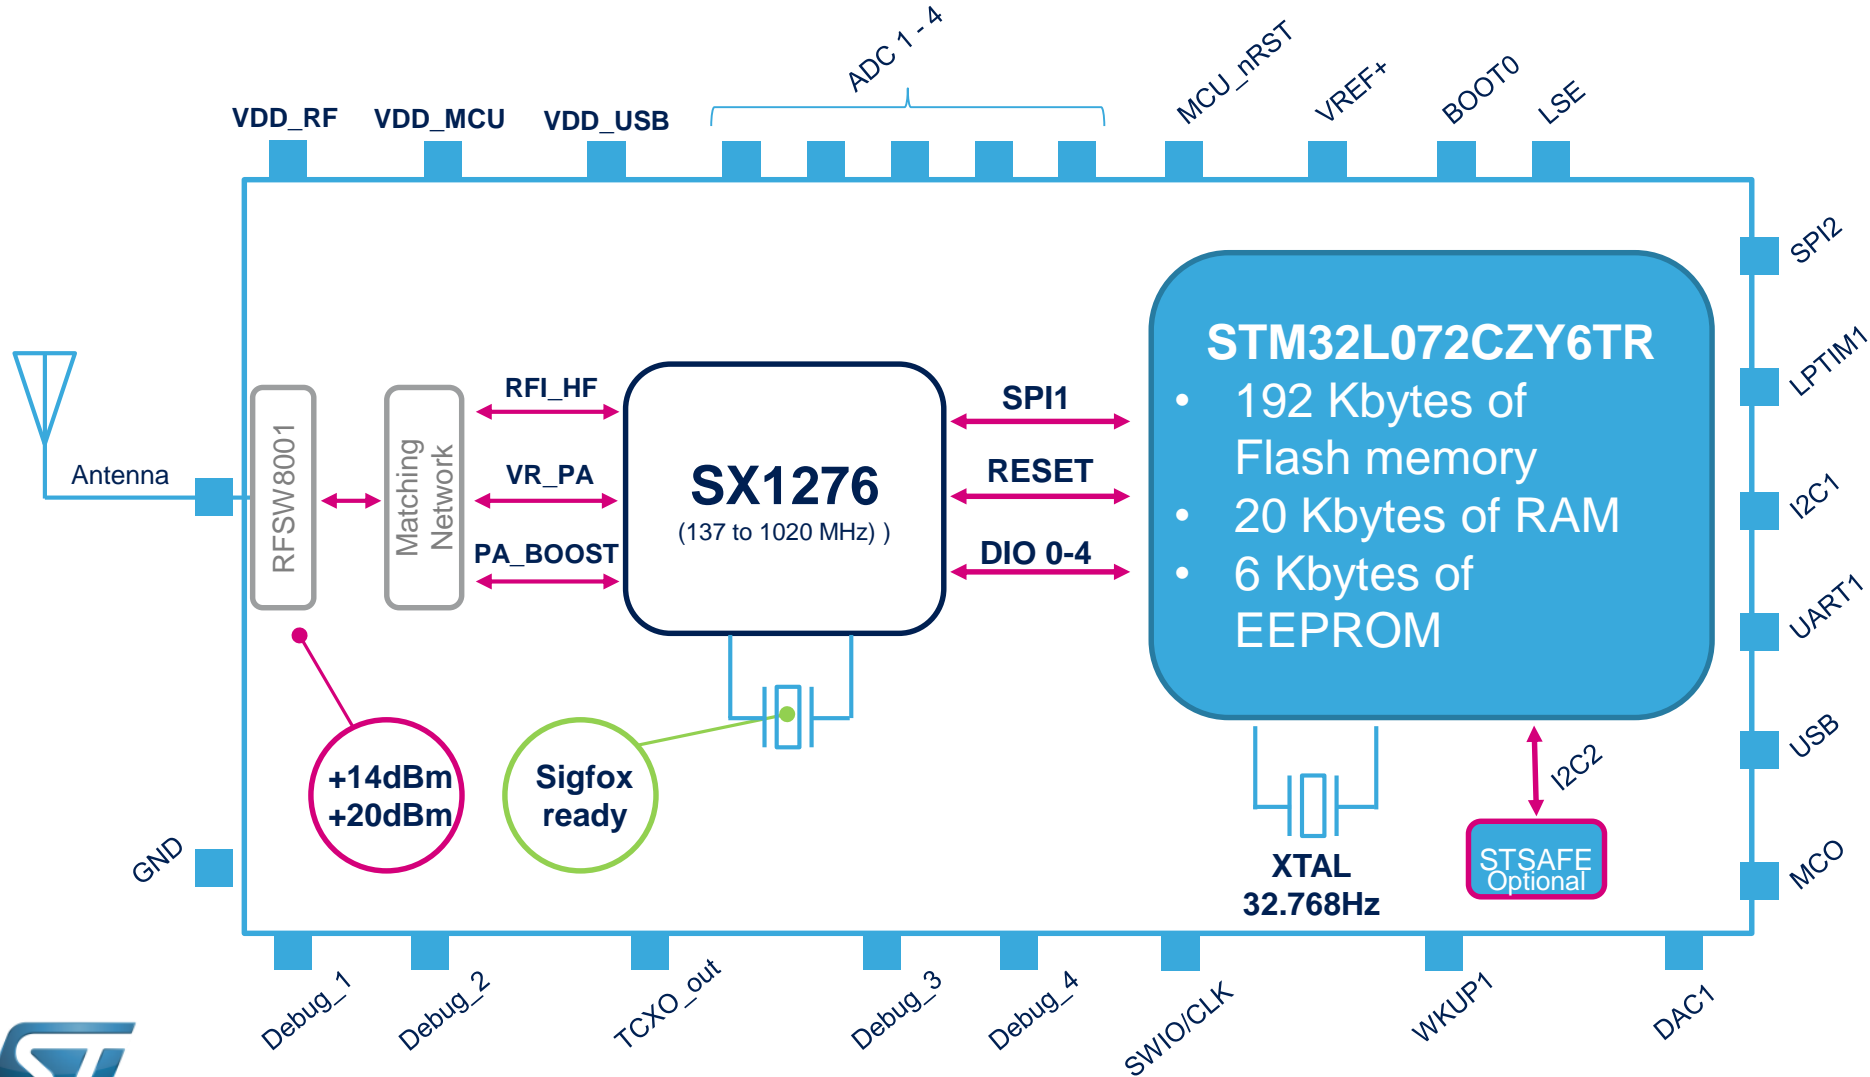 ADC 1 - 4
MCU_nRST
VREF+
BOOT0
LSE
VDD_RF
VDD_MCU
VDD_USB
SPI2
LPTIM1
I2C1
UART1
USB
MCO
Antenna
RFSW8001
Matching
Network
RFI_HF
VR_PA
PA_BOOST
SX1276
(137 to 1020 MHz) )
SPI1
RESET
DIO 0-4
STM32L072CZY6TR
• 192 Kbytes of
Flash memory
• 20 Kbytes of RAM
• 6 Kbytes of
EEPROM
+14dBm
+20dBm
Sigfox
ready
XTAL
32.768Hz
I2C2
STSAFE
Optional
GND
Debug_1
Debug_2
TCXO_out
Debug_3
Debug_4
SWIO/CLK
WKUP1
DAC1
ST